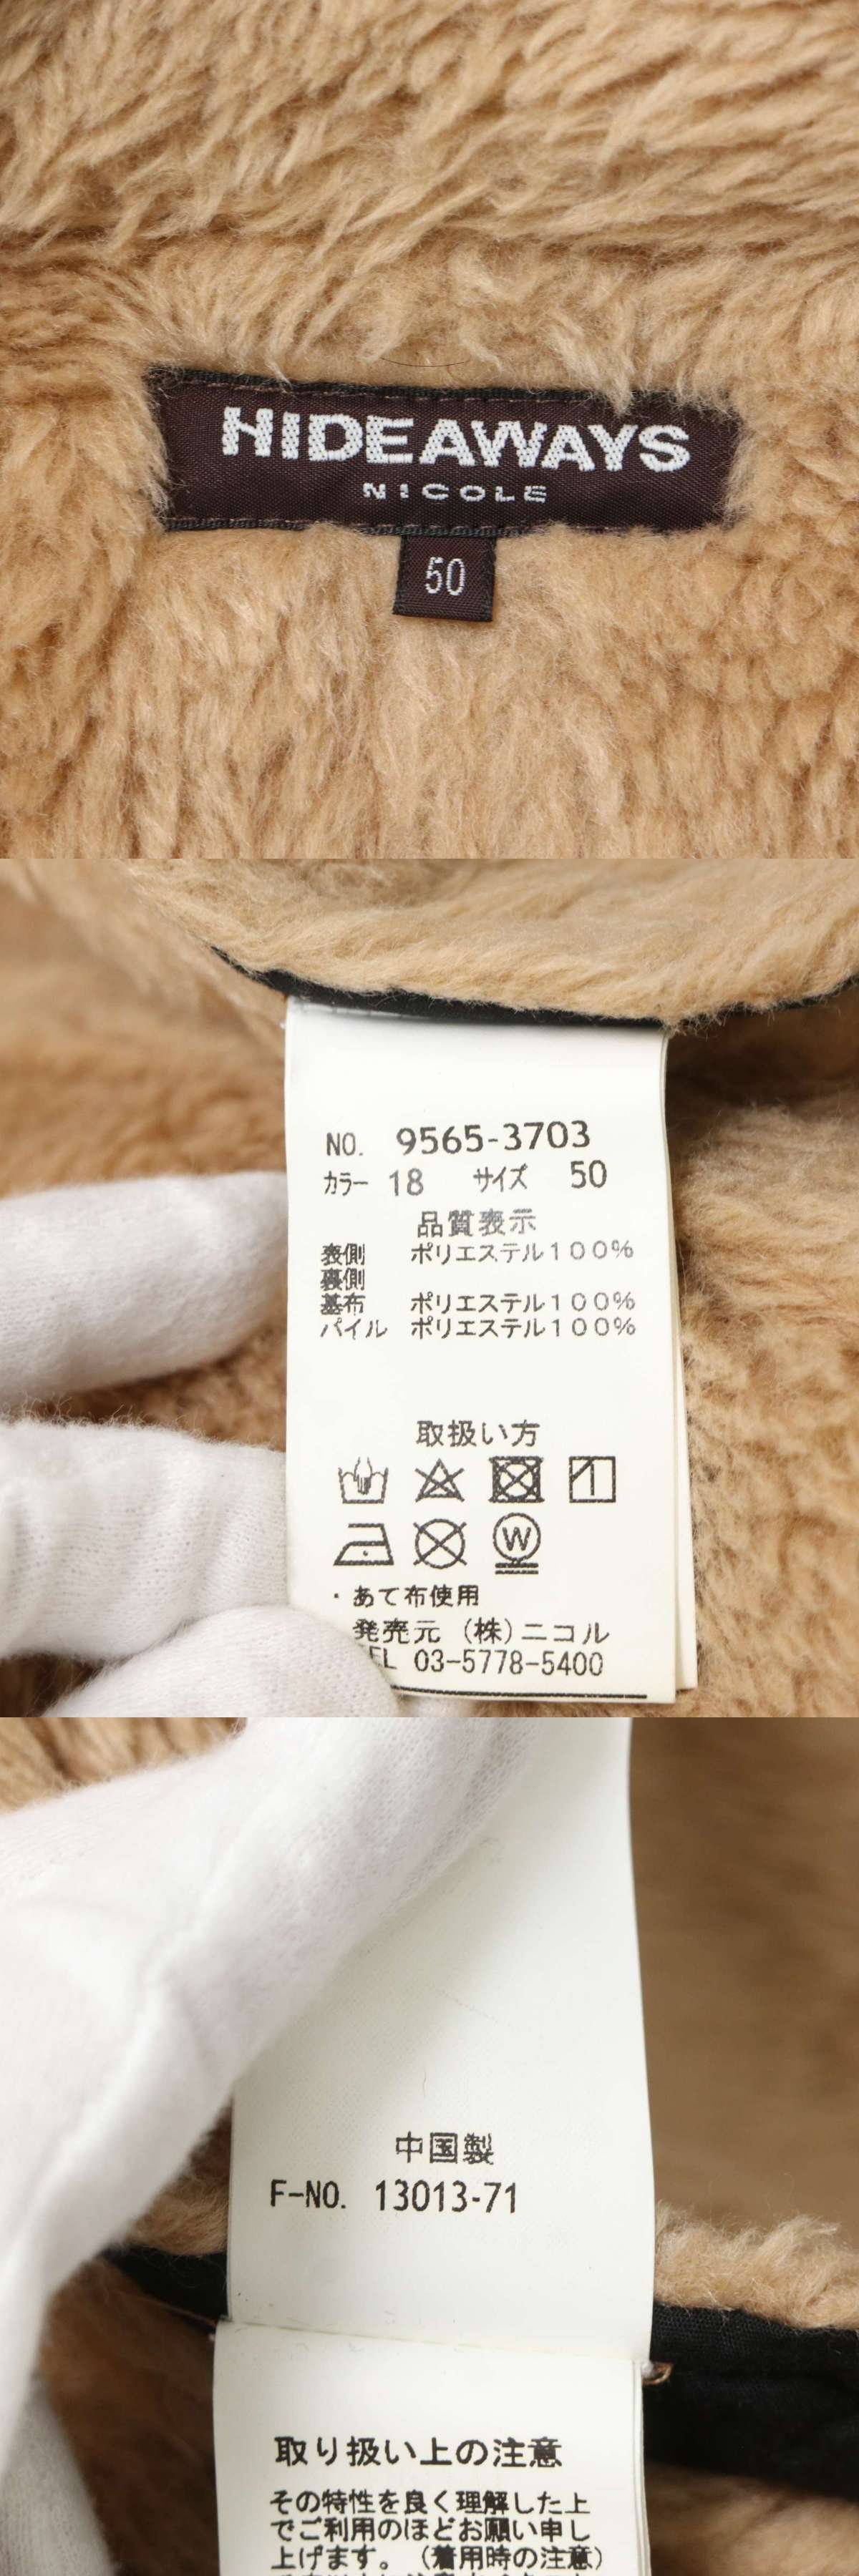 HIDEAWAYS
NICOLE
50
NO. 9565-3703
カラー 18 サイズ 50
品質表示
表側 ポリエステル100%
裏側
基布 ポリエステル100%
パイル ポリエステル100%
取扱い方
W
・あて布使用
発売元 (株)ニコル
EL 03-5778-5400
中国製
F-NO. 13013-71
取り扱い上の注意
その特性を良く理解した上
でご利用のほどお願い申し
上げます。(着用時の注意)